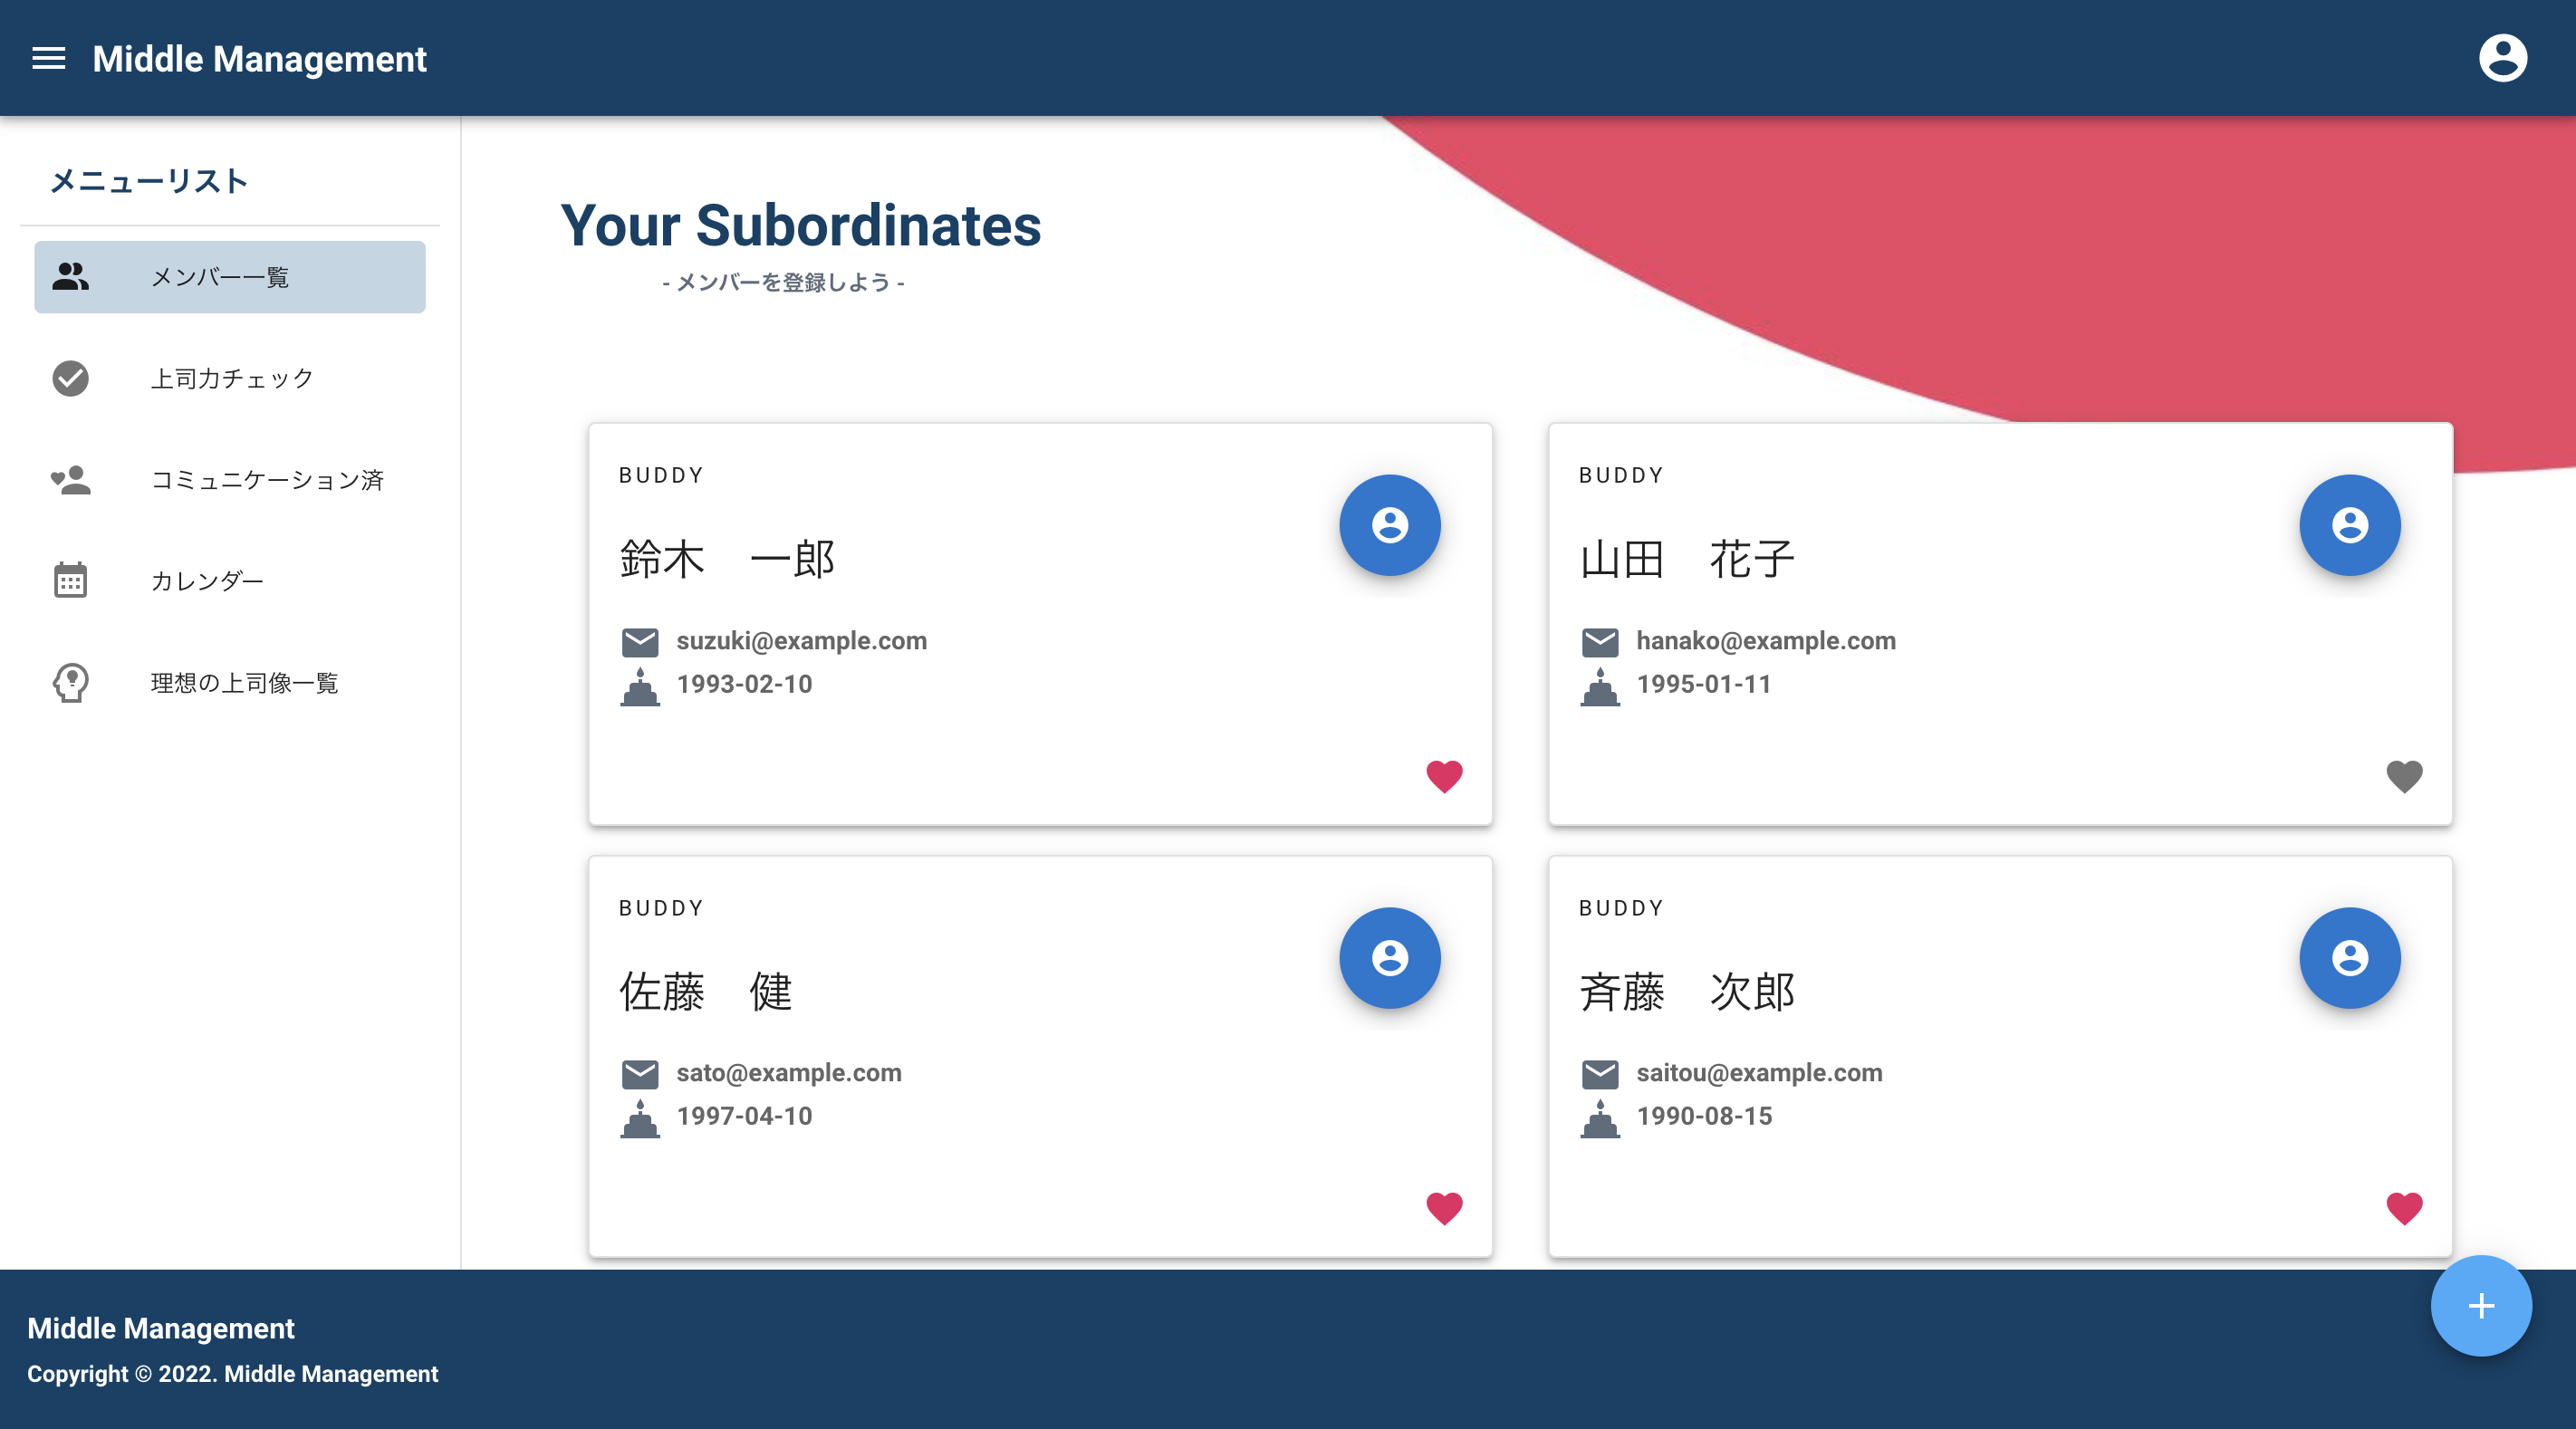 Middle Management
メニューリスト
メンバー一覧
上司力チェック
コミュニケーション済
カレンダー
理想の上司像一覧
Your Subordinates
- メンバーを登録しよう -
BUDDY
鈴木　一郎
suzuki@example.com
1993-02-10
BUDDY
山田　花子
hanako@example.com
1995-01-11
BUDDY
佐藤　健
sato@example.com
1997-04-10
BUDDY
斉藤　次郎
saitou@example.com
1990-08-15
Middle Management
Copyright © 2022. Middle Management